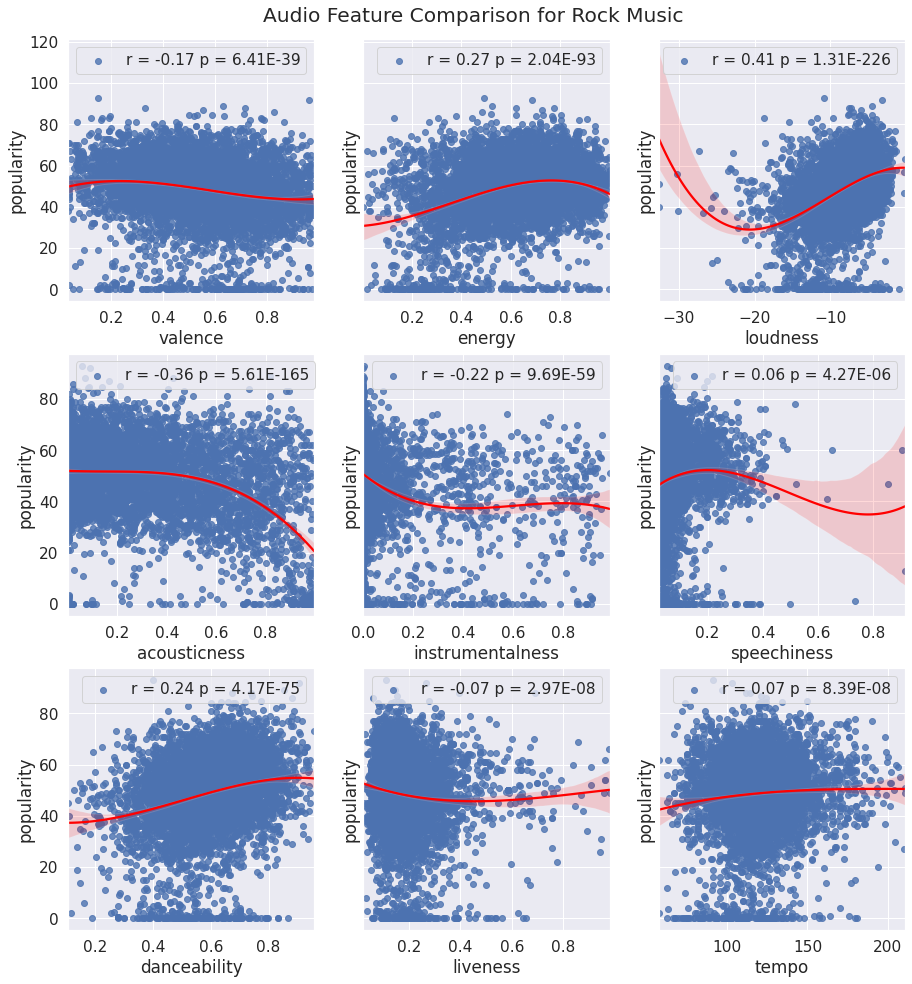 Audio Feature Comparison for Rock Music
r = -0.17 p = 6.41E-39
r = 0.27 p = 2.04E-93
r = 0.41 p = 1.31E-226
120
100
80
60
40
20
0
popularity
popularity
popularity
0.2 0.4 0.6 0.8
0.2 0.4 0.6 0.8
−30 −20 −10
valence
energy
loudness
r = -0.36 p = 5.61E-165
r = -0.22 p = 9.69E-59
r = 0.06 p = 4.27E-06
80
60
40
20
0
popularity
popularity
popularity
0.2 0.4 0.6 0.8
0.0 0.2 0.4 0.6 0.8
0.2 0.4 0.6 0.8
acousticness
instrumentalness
speechiness
r = 0.24 p = 4.17E-75
r = -0.07 p = 2.97E-08
r = 0.07 p = 8.39E-08
80
60
40
20
0
popularity
popularity
popularity
0.2 0.4 0.6 0.8
0.2 0.4 0.6 0.8
100 150 200
danceability
liveness
tempo